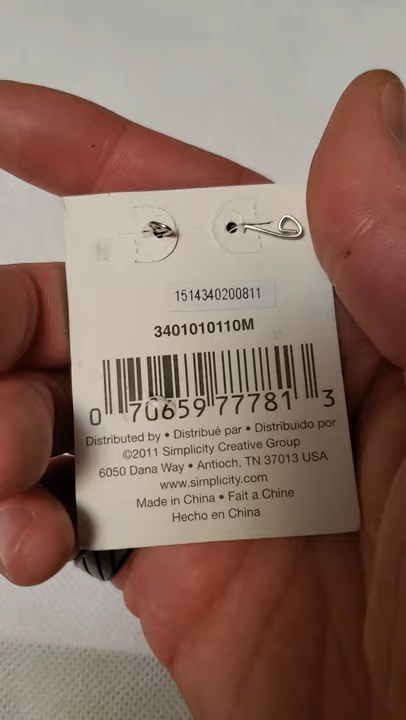 1514340200811
3401010110M
0 70659 77781 3
Distributed by • Distribué par • Distribuido por
©2011 Simplicity Creative Group
6050 Dana Way • Antioch, TN 37013 USA
www.simplicity.com
Made in China • Fait a Chine
Hecho en China